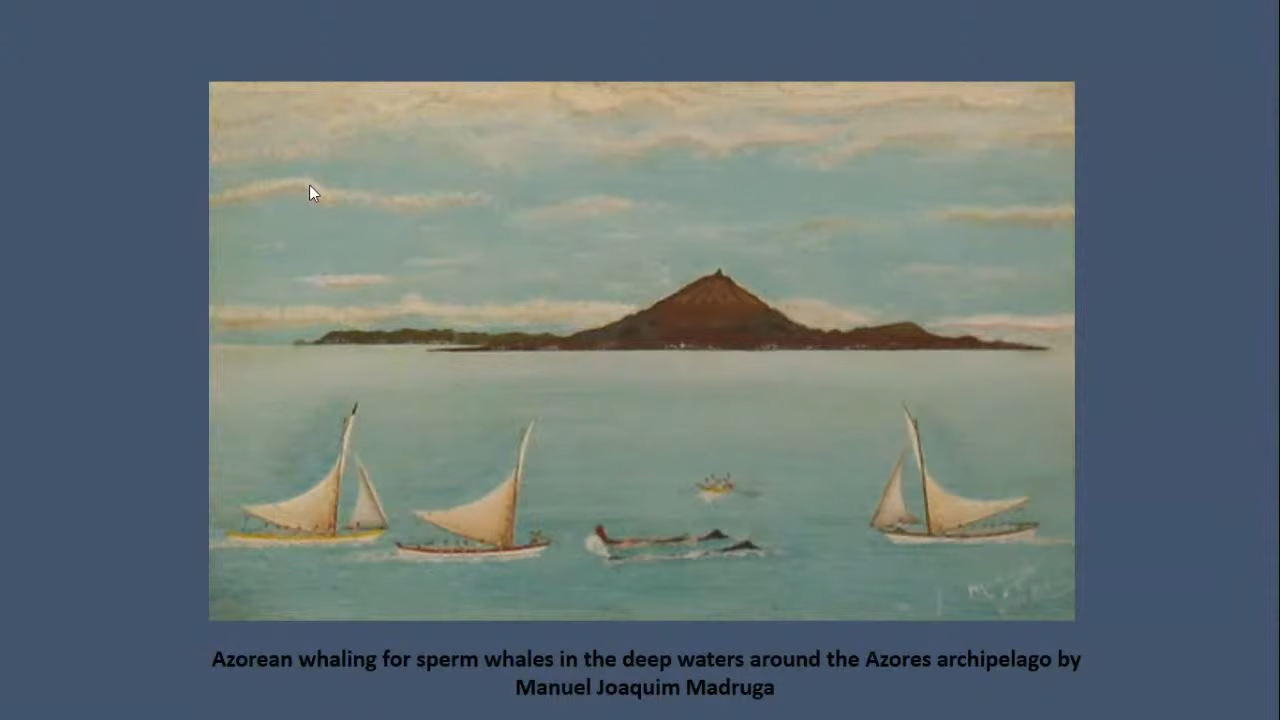 Azorean whaling for sperm whales in the deep waters around the Azores archipelago by
Manuel Joaquim Madruga